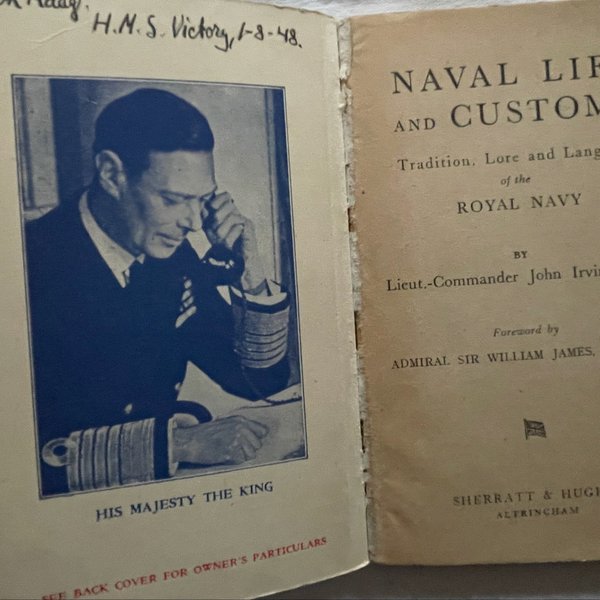 H.M.S. Victory, 1-8-48.
HIS MAJESTY THE KING
SEE BACK COVER FOR OWNER'S PARTICULARS
NAVAL LIF
AND CUSTOM
Tradition, Lore and Lang
of the
ROYAL NAVY
BY
Lieut.-Commander John Irvi
Foreword by
ADMIRAL SIR WILLIAM JAMES,
SHERRATT & HUGH
ALTRINCHAM